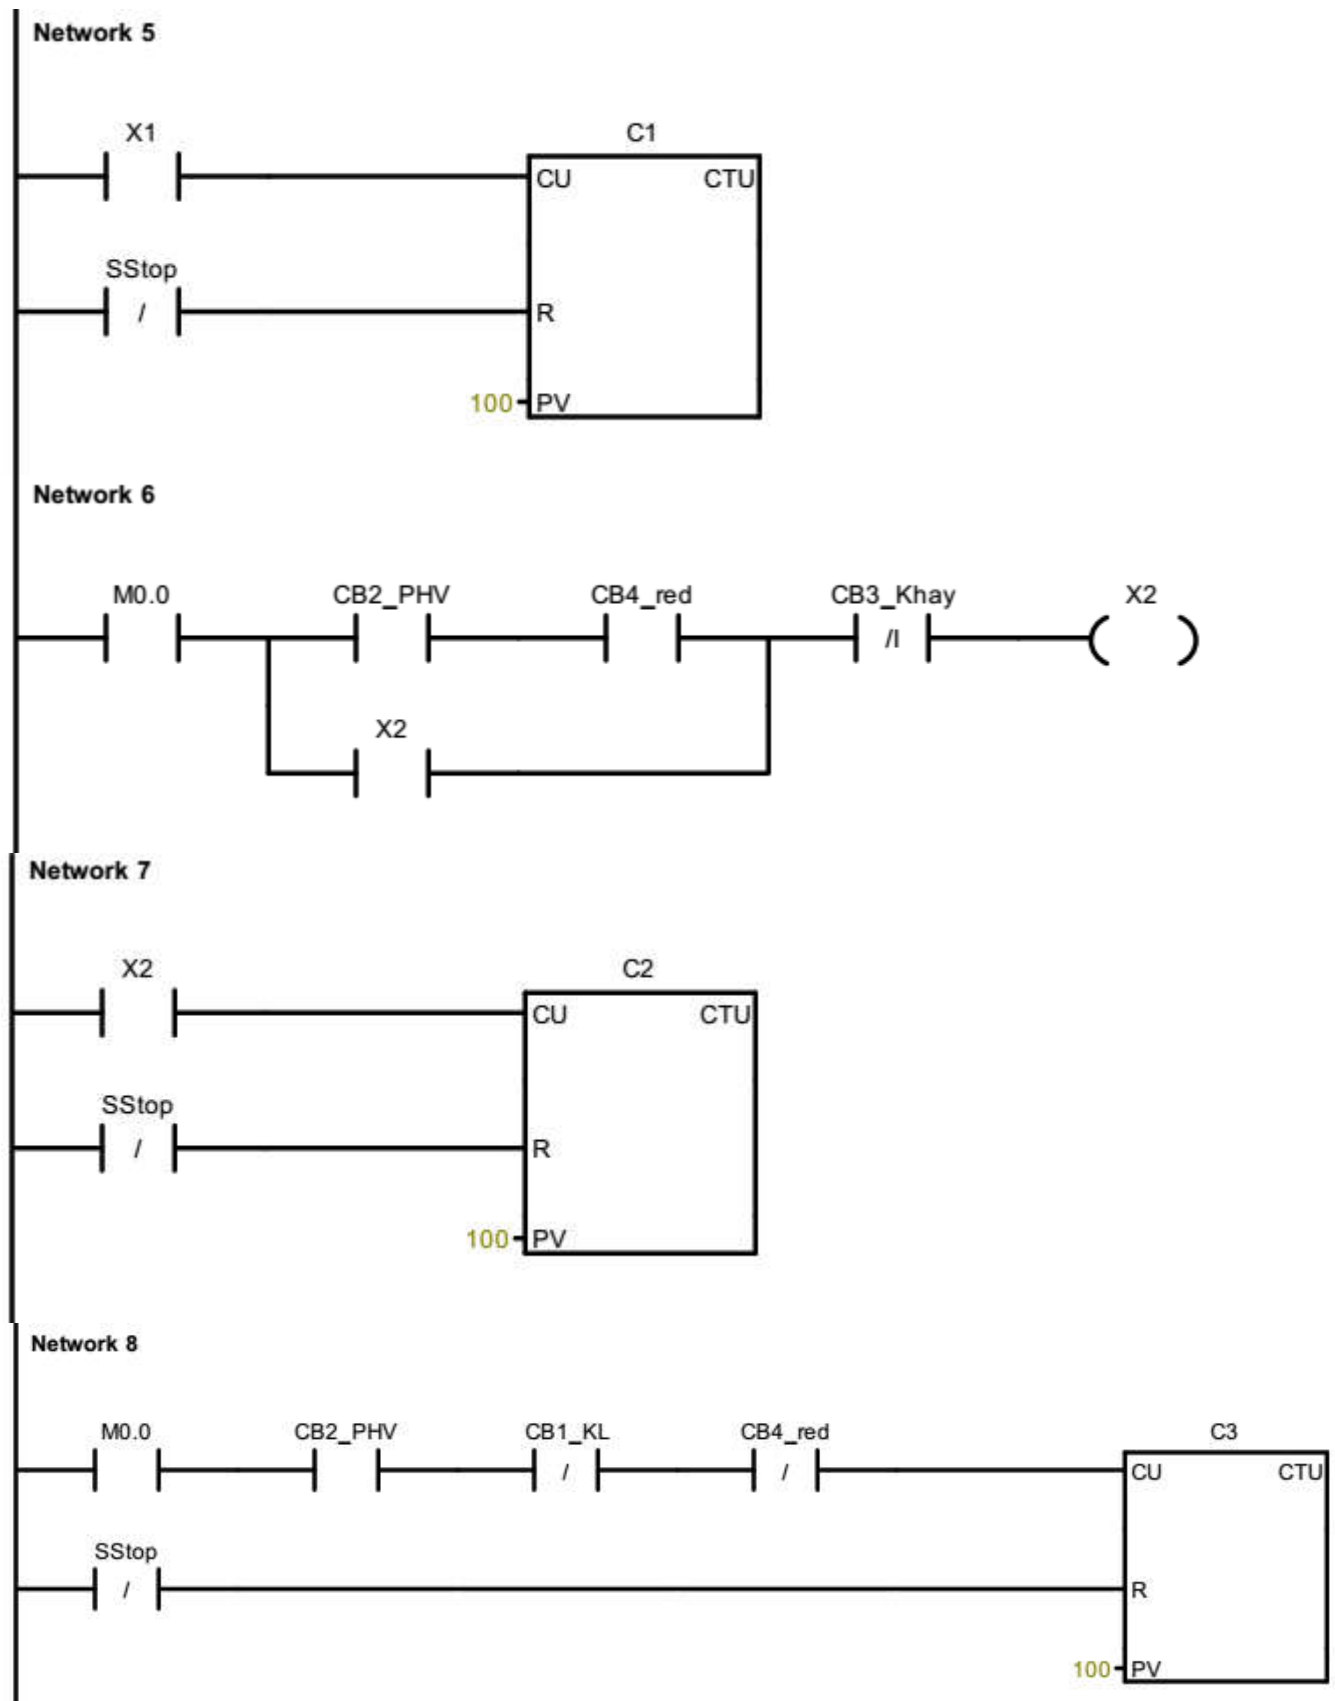 Network 5
X1 C1
CU CTU
SStop
/ R
100 PV
Network 6
M0.0 CB2_PHV CB4_red CB3_Khay X2
/I
X2
Network 7
X2 C2
CU CTU
SStop
/ R
100 PV
Network 8
M0.0 CB2_PHV CB1_KL CB4_red C3
/ / CU CTU
SStop
/ R
100 PV